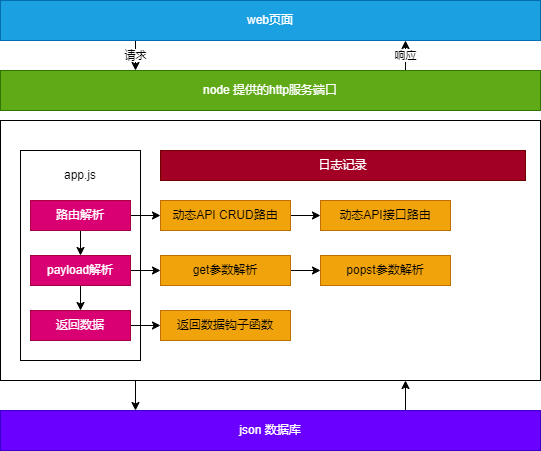 web页面
请求
响应
node 提供的http服务端口
app.js
日志记录
路由解析
动态API CRUD路由
动态API接口路由
payload解析
get参数解析
popst参数解析
返回数据
返回数据钩子函数
json 数据库